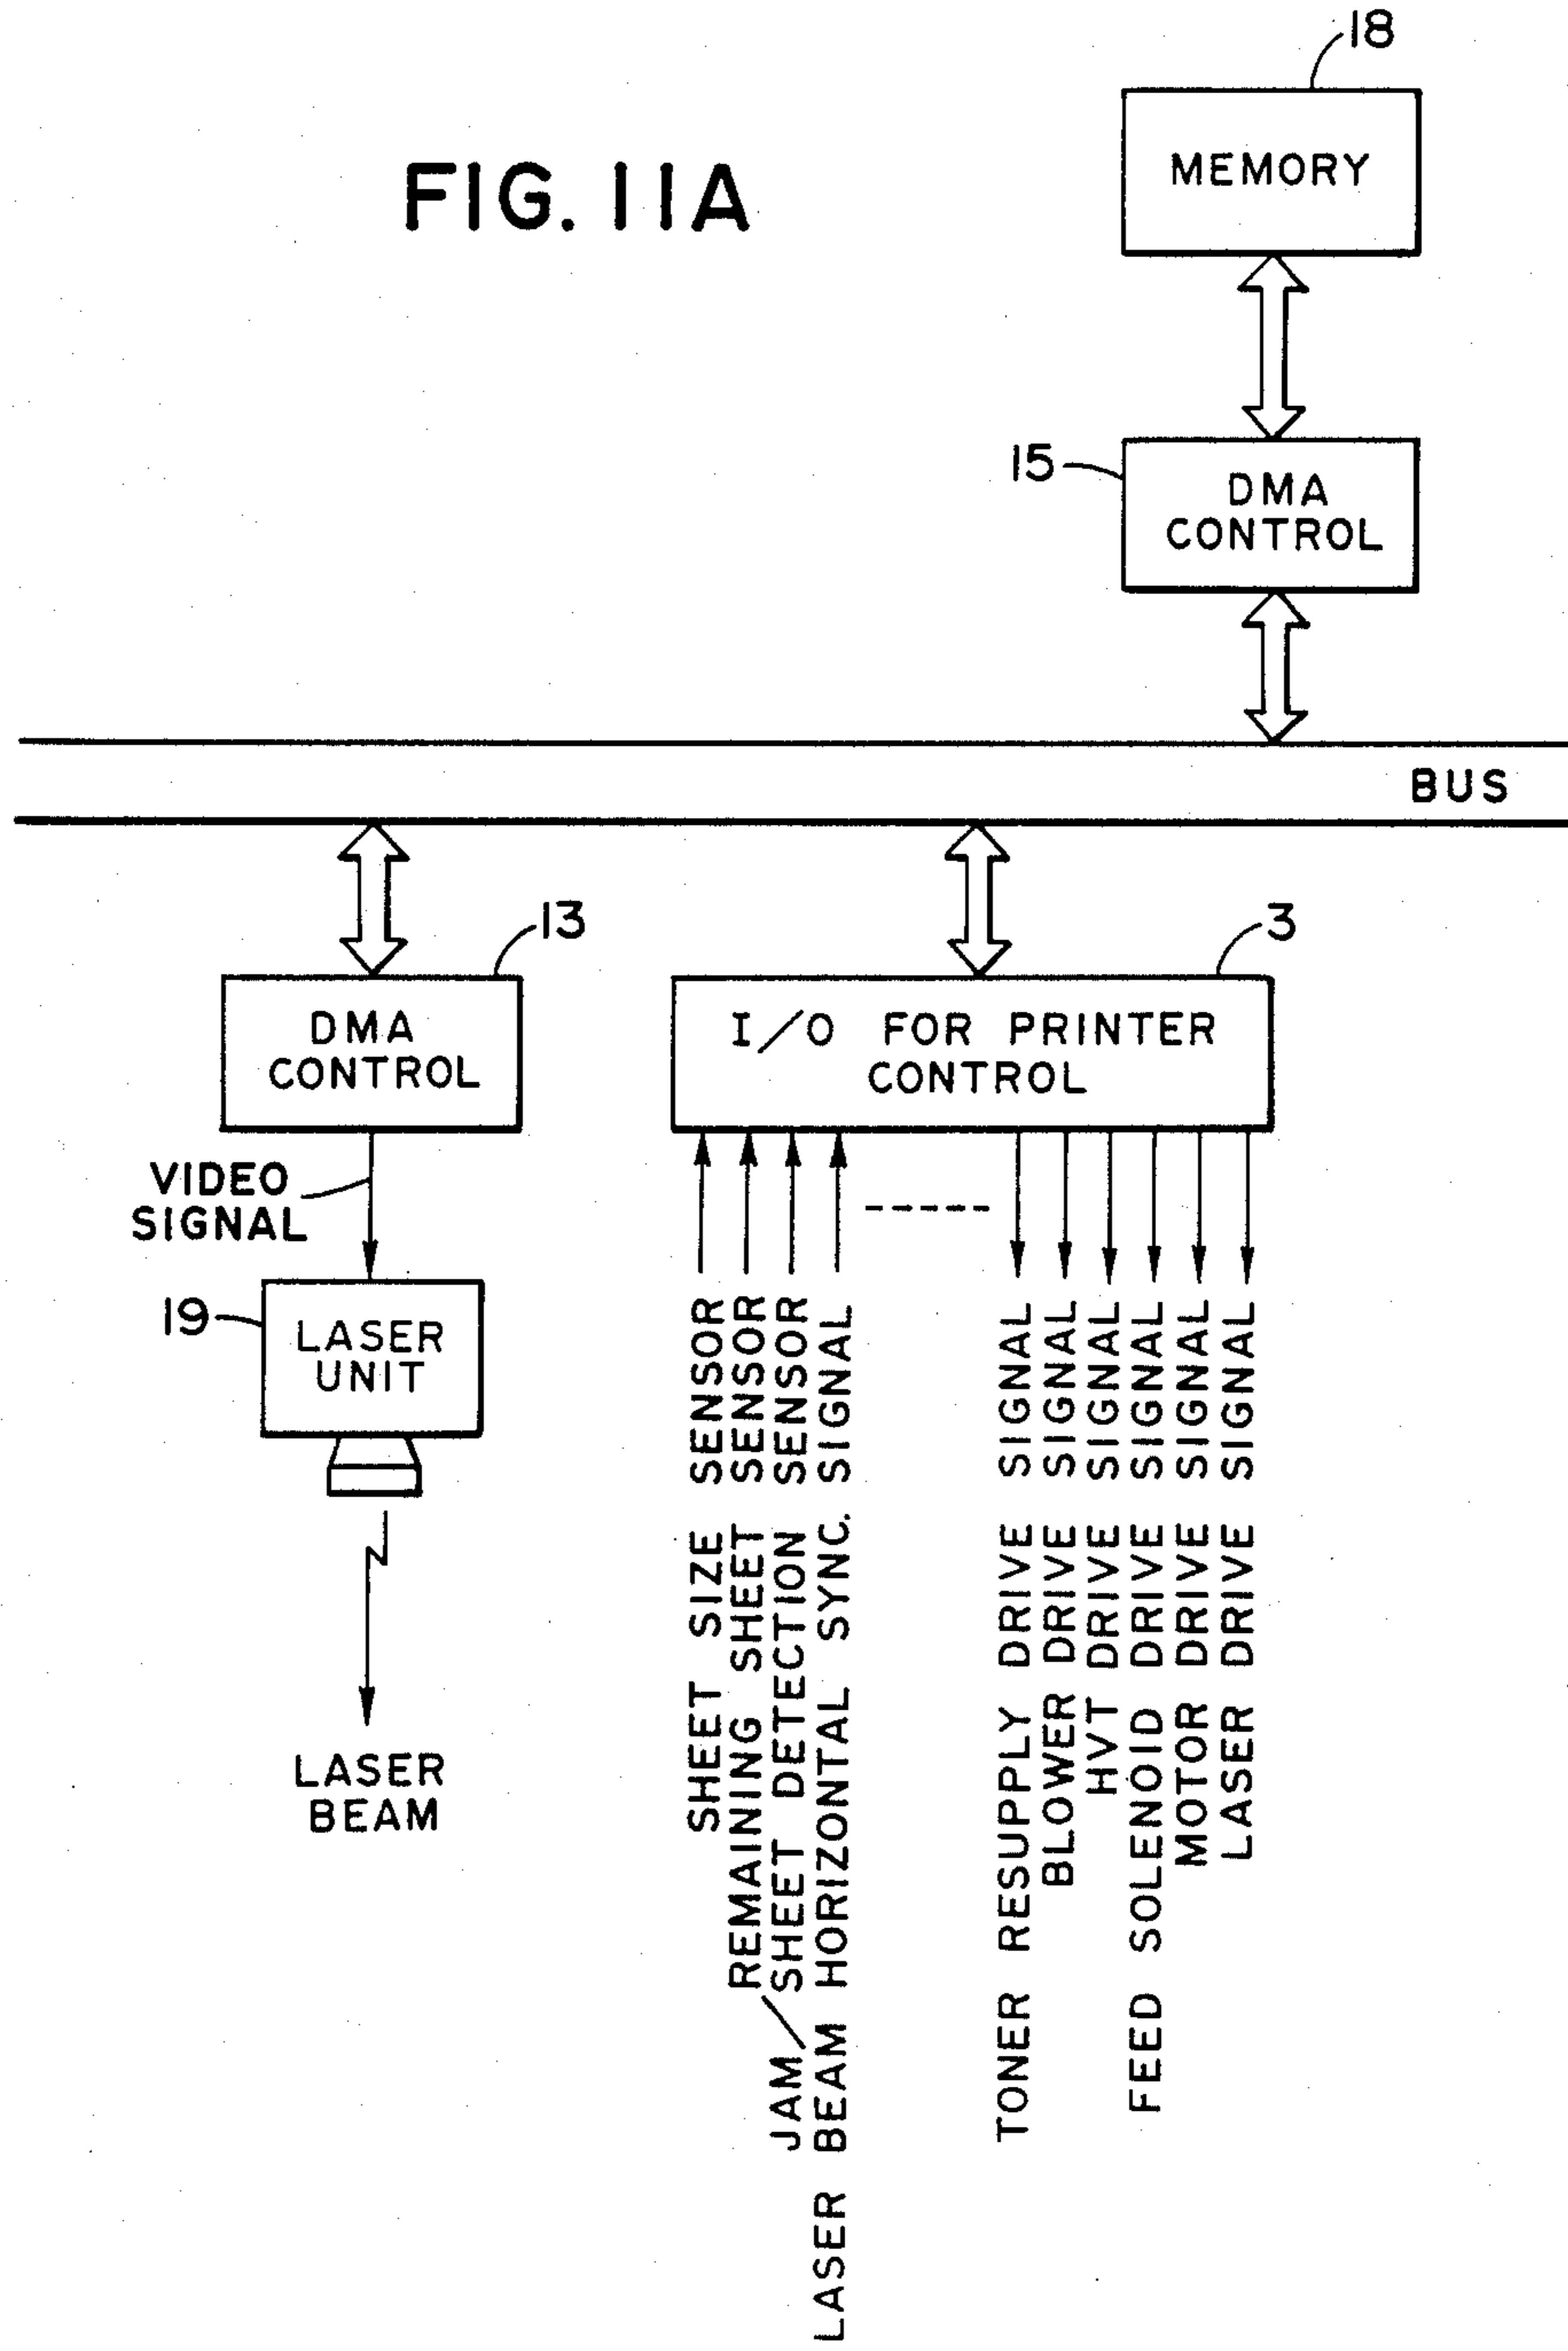 18
FIG. 11A
MEMORY
15
DMA
CONTROL
BUS
13
3
DMA
CONTROL
I/O FOR PRINTER
CONTROL
VIDEO
SIGNAL
19
LASER
UNIT
LASER
BEAM
SHEET SIZE SENSOR
REMAINING SHEET SENSOR
JAM/SHEET DETECTION SENSOR
LASER BEAM HORIZONTAL SYNC. SIGNAL
TONER RESUPPLY DRIVE SIGNAL
BLOWER DRIVE SIGNAL
HVT DRIVE SIGNAL
FEED SOLENOID DRIVE SIGNAL
MOTOR DRIVE SIGNAL
LASER DRIVE SIGNAL